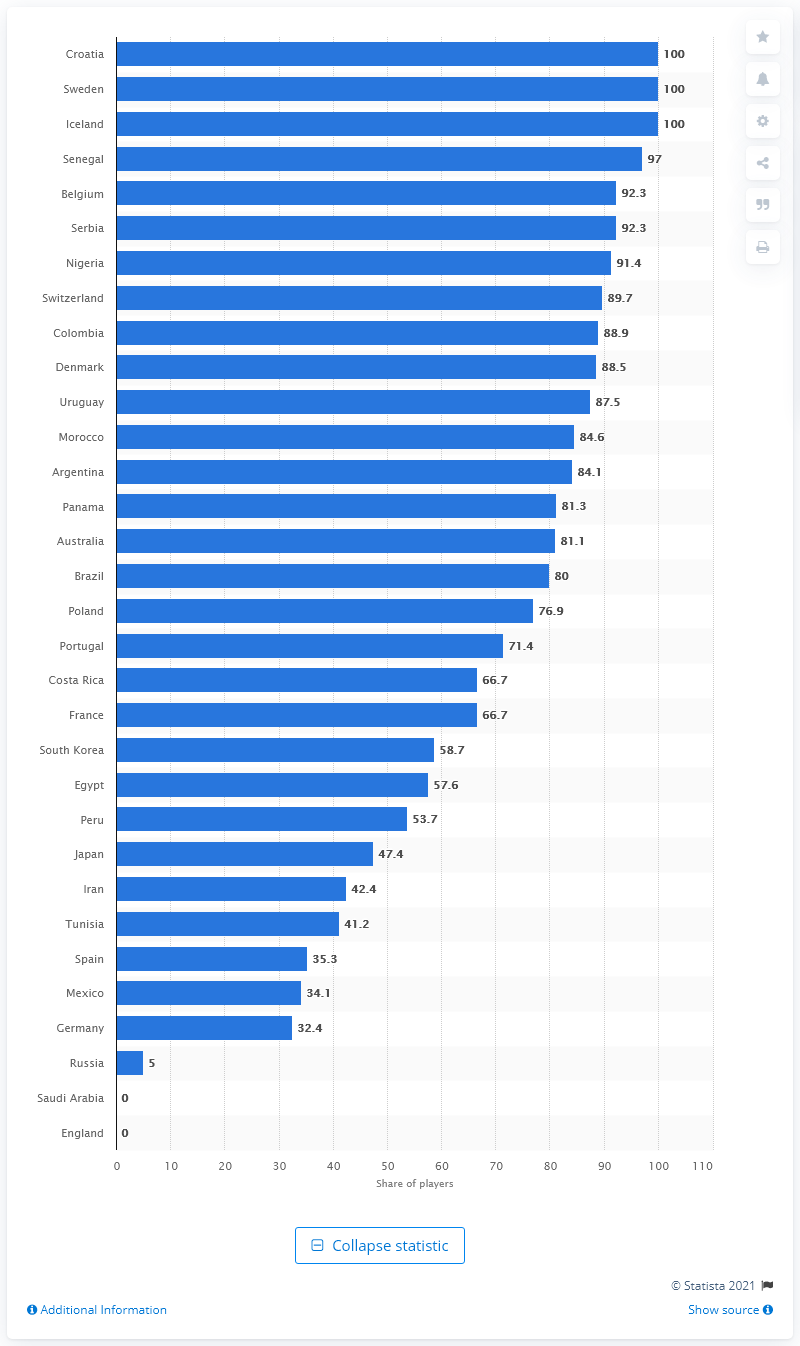 Croatia 100
Sweden 100
Iceland 100
Senegal 97
Belgium 92.3
Serbia 92.3
Nigeria 91.4
Switzerland 89.7
Colombia 88.9
Denmark 88.5
Uruguay 87.5
Morocco 84.6
Argentina 84.1
Panama 81.3
Australia 81.1
Brazil 80
Poland 76.9
Portugal 71.4
Costa Rica 66.7
France 66.7
South Korea 58.7
Egypt 57.6
Peru 53.7
Japan 47.4
Iran 42.4
Tunisia 41.2
Spain 35.3
Mexico 34.1
Germany 32.4
Russia 5
Saudi Arabia 0
England 0
0 10 20 30 40 50 60 70 80 90 100 110
Share of players
Collapse statistic
© Statista 2021
Additional Information Show source